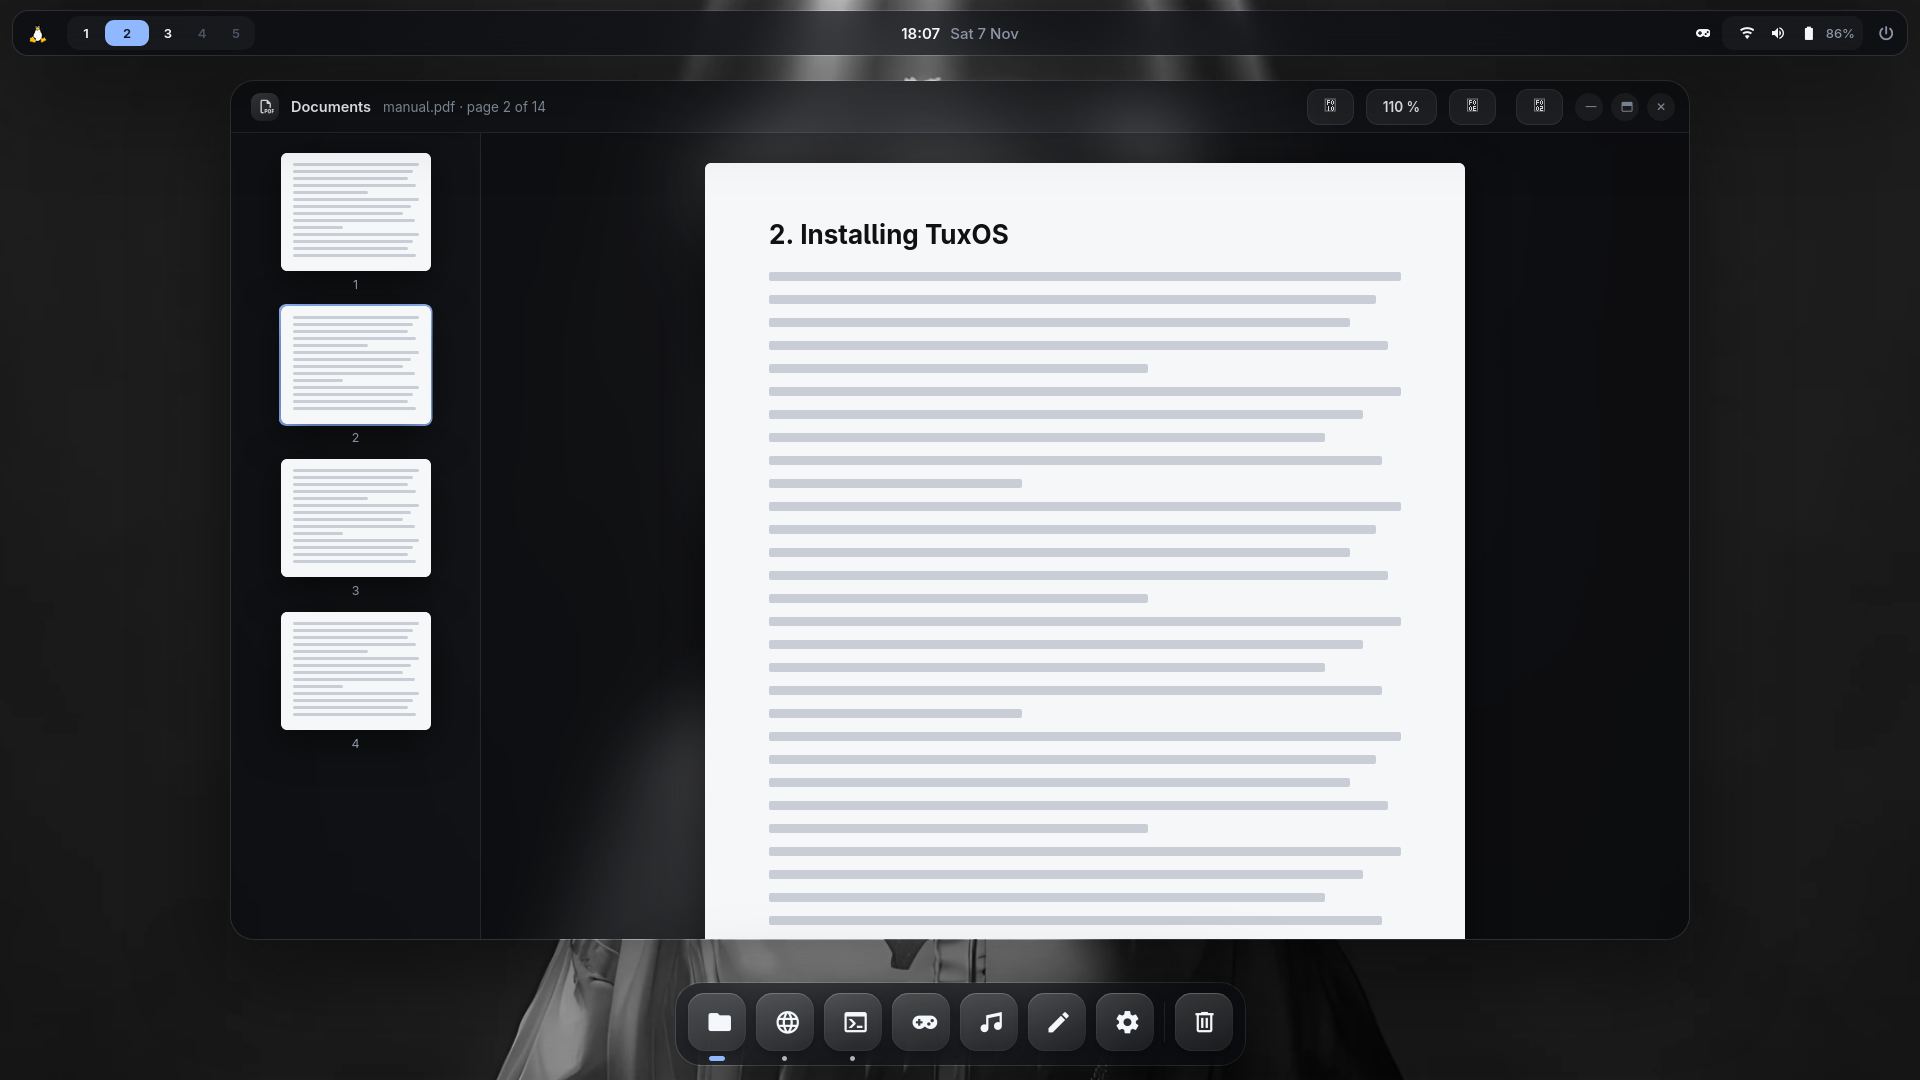 1 2 3 4 5
18:07 Sat 7 Nov
86%
Documents manual.pdf · page 2 of 14
110 %
1
2
3
4
2. Installing TuxOS